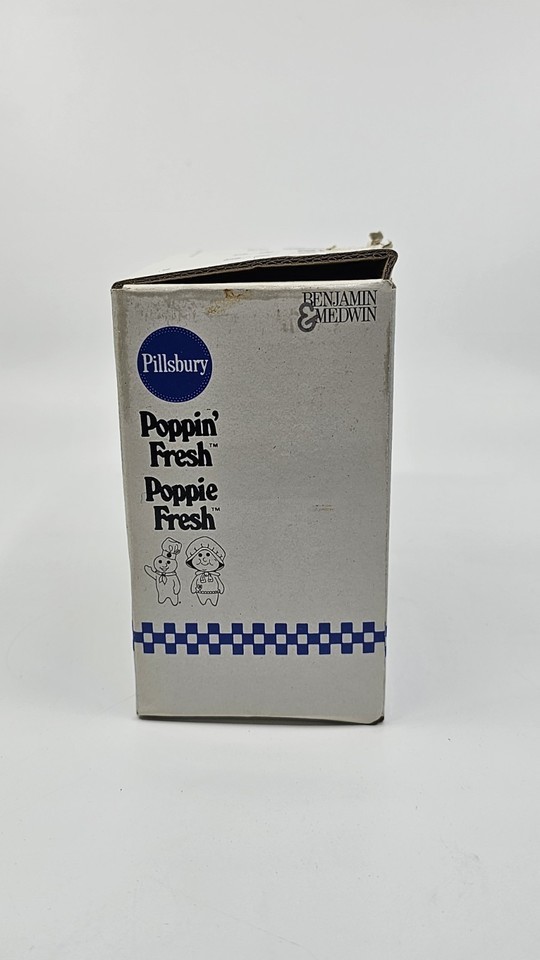 BENJAMIN
& MEDWIN
Pillsbury
Poppin'
Fresh™
Poppie
Fresh™